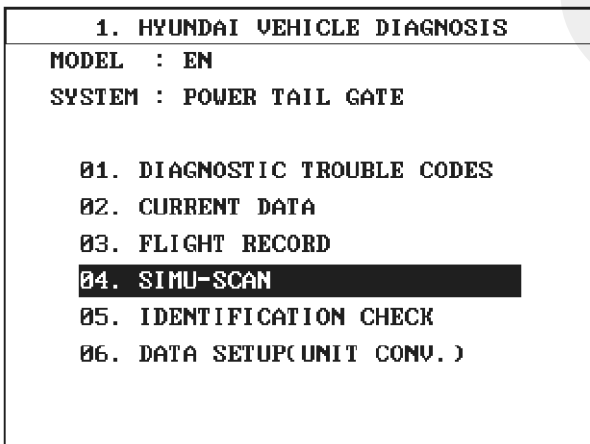 1. HYUNDAI VEHICLE DIAGNOSIS
MODEL : EN
SYSTEM : POWER TAIL GATE
01. DIAGNOSTIC TROUBLE CODES
02. CURRENT DATA
03. FLIGHT RECORD
04. SIMU-SCAN
05. IDENTIFICATION CHECK
06. DATA SETUP(UNIT CONV.)